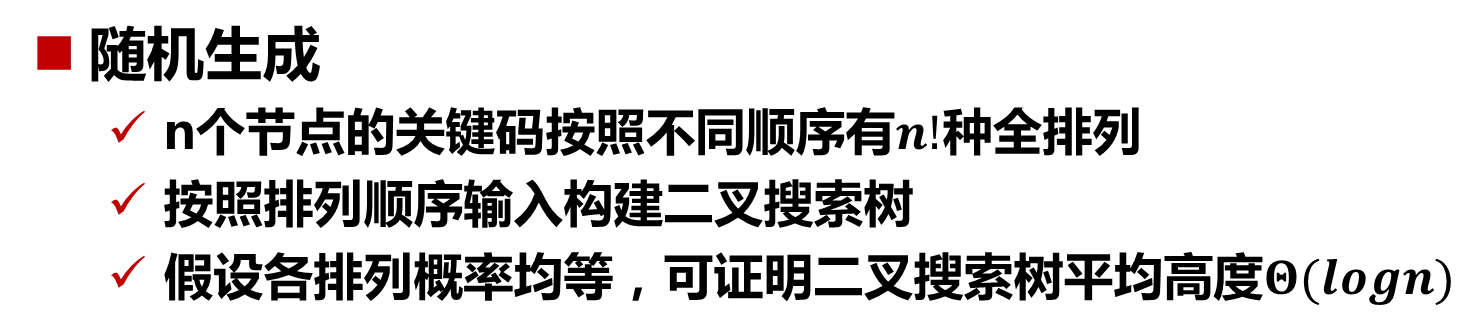 随机生成
n个节点的关键码按照不同顺序有n!种全排列
按照排列顺序输入构建二叉搜索树
假设各排列概率均等，可证明二叉搜索树平均高度Θ(logn)